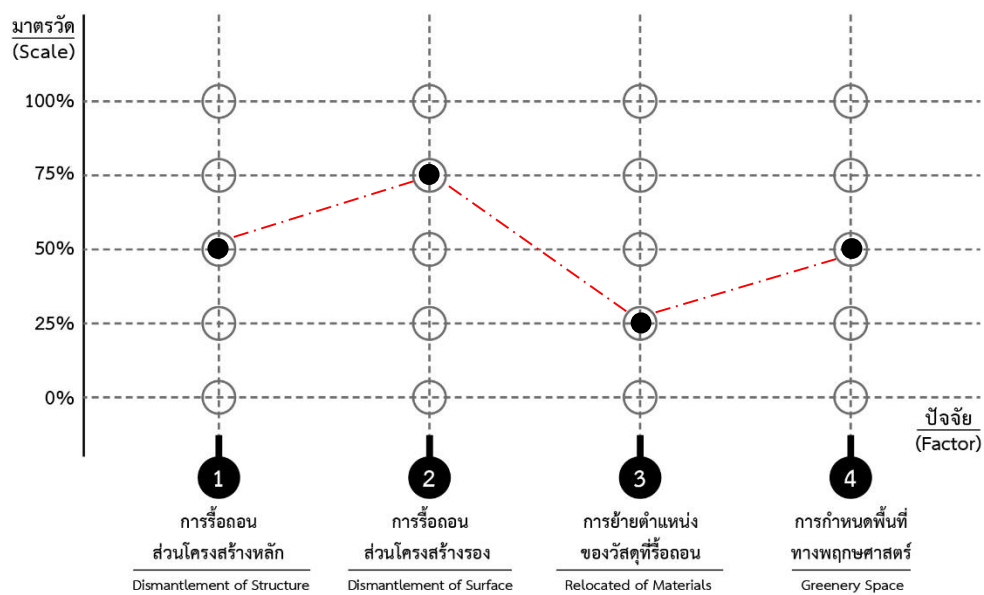 มาตรวัด
(Scale)
100%
75%
50%
25%
0%
ปัจจัย
(Factor)
1
2
3
4
การรื้อถอน
ส่วนโครงสร้างหลัก
Dismantlement of Structure
การรื้อถอน
ส่วนโครงสร้างรอง
Dismantlement of Surface
การย้ายตำแหน่ง
ของวัสดุที่รื้อถอน
Relocated of Materials
การกำหนดพื้นที่
ทางพฤกษศาสตร์
Greenery Space